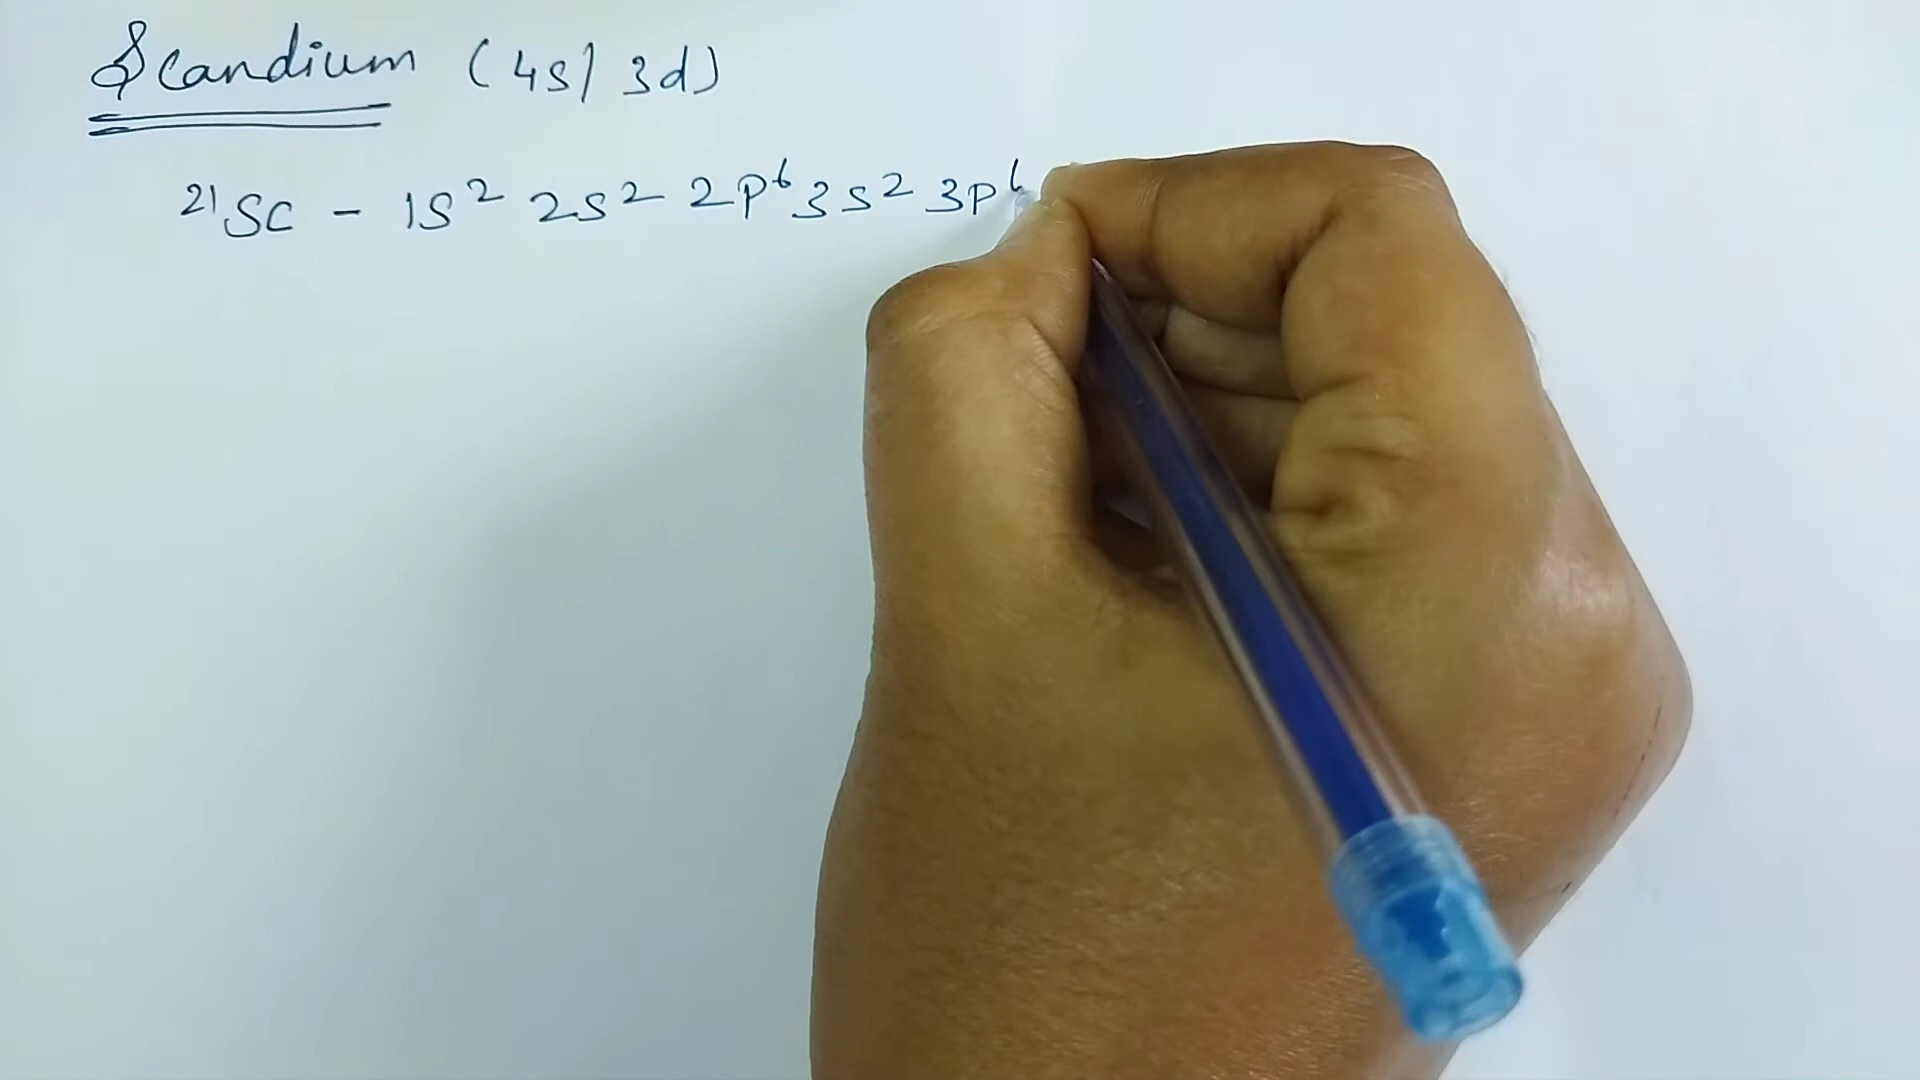 Scandium (4s/3d)
²¹Sc - 1s² 2s² 2p⁶ 3s² 3p⁶